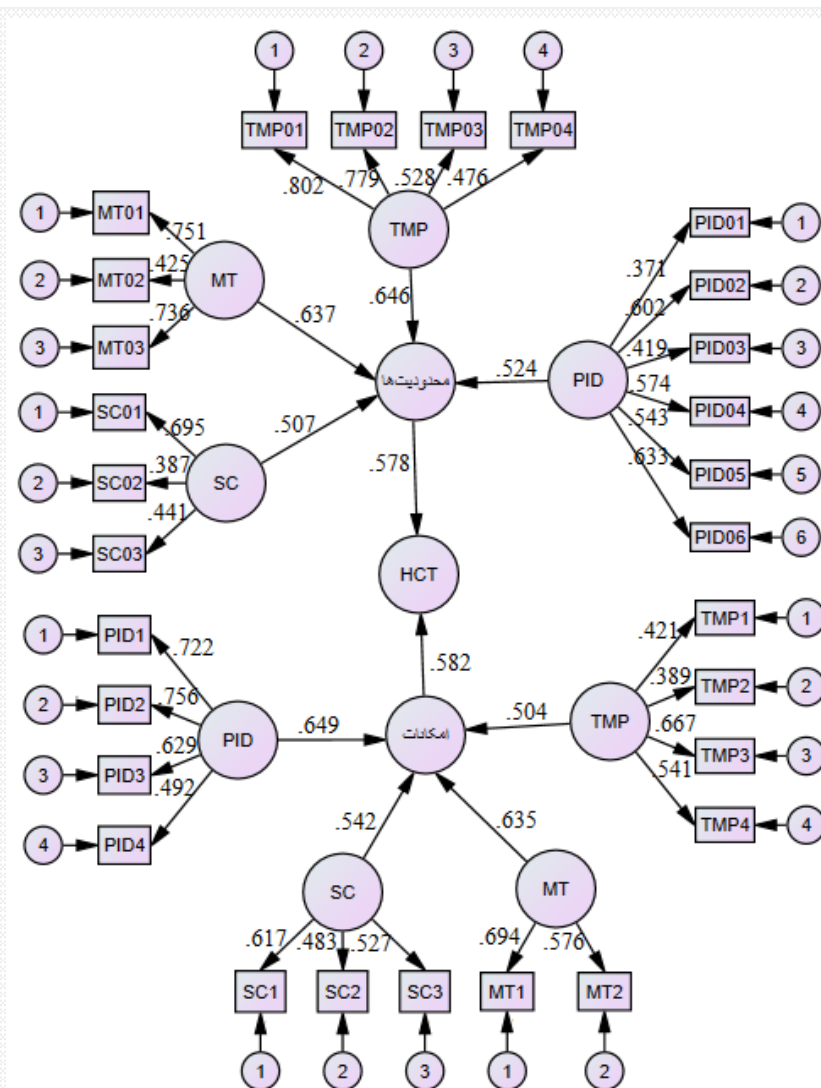 1 2 3 4
TMP01 TMP02 TMP03 TMP04
.802 .779 .528 .476
TMP
.646
1 MT01
2 MT02
3 MT03
.751
.425
.736
MT
.637
PID01 1
PID02 2
PID03 3
PID04 4
PID05 5
PID06 6
.371
.602
.419
.574
.543
.633
PID
.524
محدودیت‌ها
1 SC01
2 SC02
3 SC03
.695
.387
.441
SC
.507
.578
HCT
.582
1 PID1
2 PID2
3 PID3
4 PID4
.722
.756
.629
.492
PID
.649
امکانات
TMP1 1
TMP2 2
TMP3 3
TMP4 4
.421
.389
.667
.541
TMP
.504
.542
SC
.617 .483 .527
SC1 SC2 SC3
1 2 3
.635
MT
.694 .576
MT1 MT2
1 2